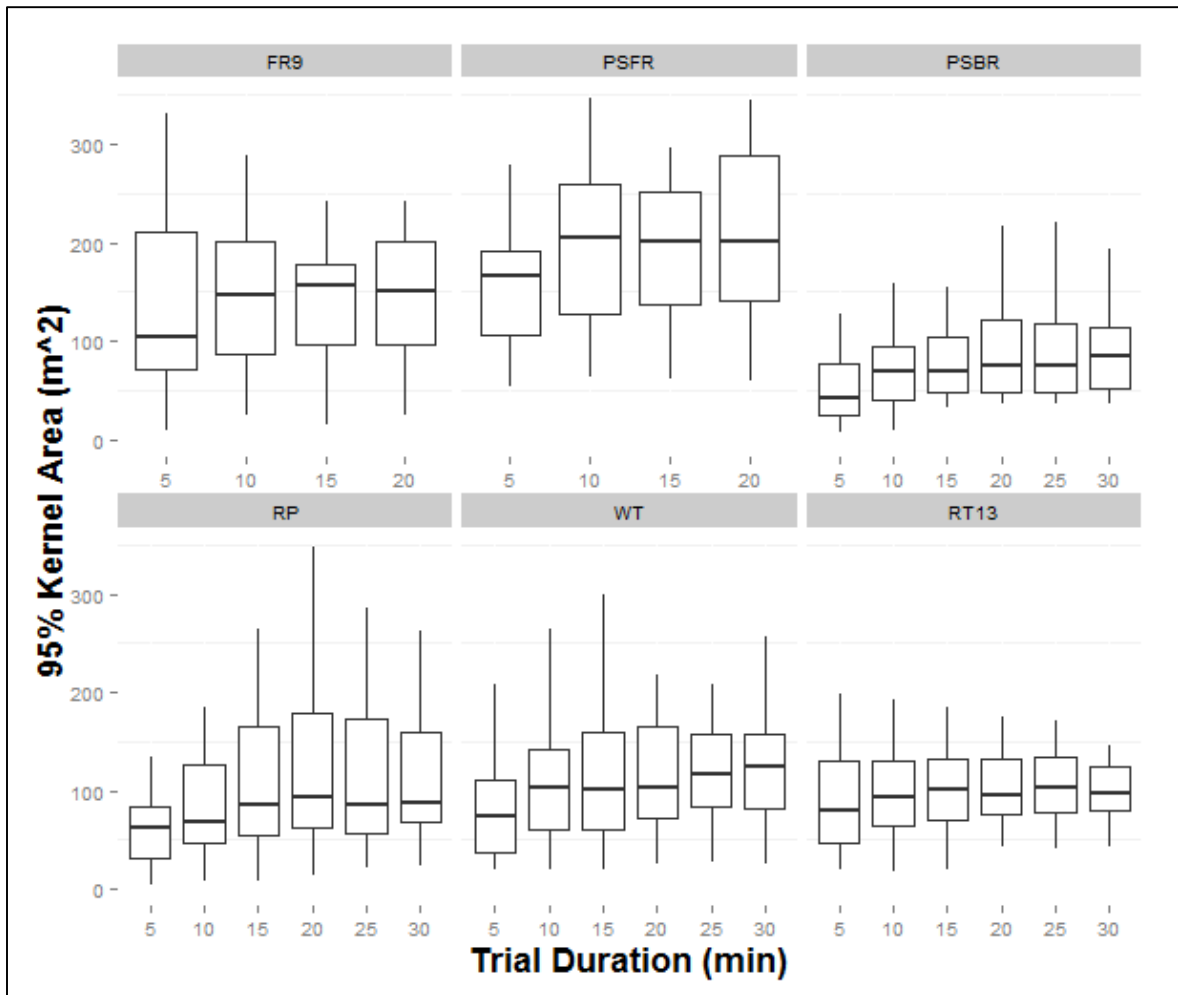 FR9 PSFR PSBR
300
200
100
0
5 10 15 20 5 10 15 20 5 10 15 20 25 30
RP WT RT13
300
200
100
0
5 10 15 20 25 30 5 10 15 20 25 30 5 10 15 20 25 30
95% Kernel Area (m^2)
Trial Duration (min)